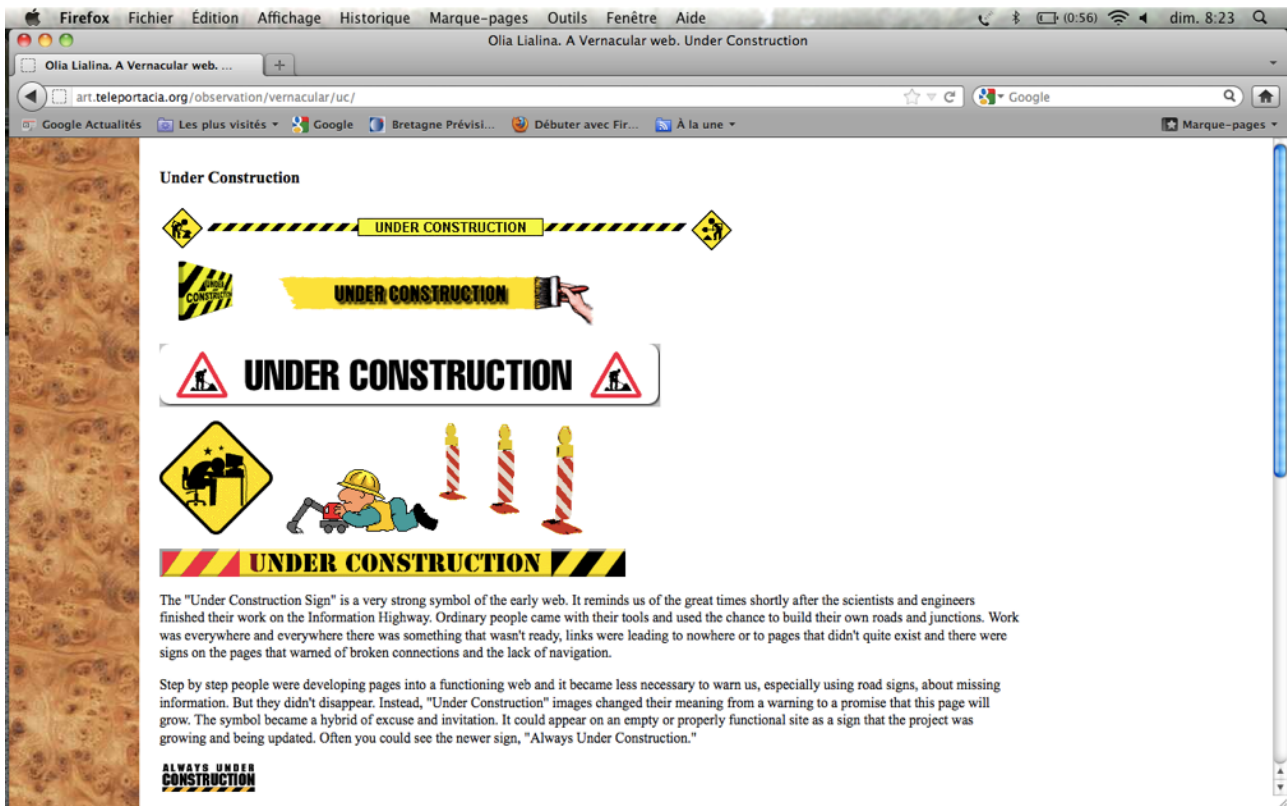 Firefox Fichier Édition Affichage Historique Marque-pages Outils Fenêtre Aide (0:56) dim. 8:23
Olia Lialina. A Vernacular web. Under Construction
Olia Lialina. A Vernacular web. ...
art.teleportacia.org/observation/vernacular/uc/ Google
Google Actualités Les plus visités Google Bretagne Prévisi... Débuter avec Fir... À la une Marque-pages
Under Construction
UNDER CONSTRUCTION
UNDER
CONSTRUCTION
UNDER CONSTRUCTION
UNDER CONSTRUCTION
UNDER CONSTRUCTION
The "Under Construction Sign" is a very strong symbol of the early web. It reminds us of the great times shortly after the scientists and engineers
finished their work on the Information Highway. Ordinary people came with their tools and used the chance to build their own roads and junctions. Work
was everywhere and everywhere there was something that wasn't ready, links were leading to nowhere or to pages that didn't quite exist and there were
signs on the pages that warned of broken connections and the lack of navigation.
Step by step people were developing pages into a functioning web and it became less necessary to warn us, especially using road signs, about missing
information. But they didn't disappear. Instead, "Under Construction" images changed their meaning from a warning to a promise that this page will
grow. The symbol became a hybrid of excuse and invitation. It could appear on an empty or properly functional site as a sign that the project was
growing and being updated. Often you could see the newer sign, "Always Under Construction."
ALWAYS UNDER
CONSTRUCTION